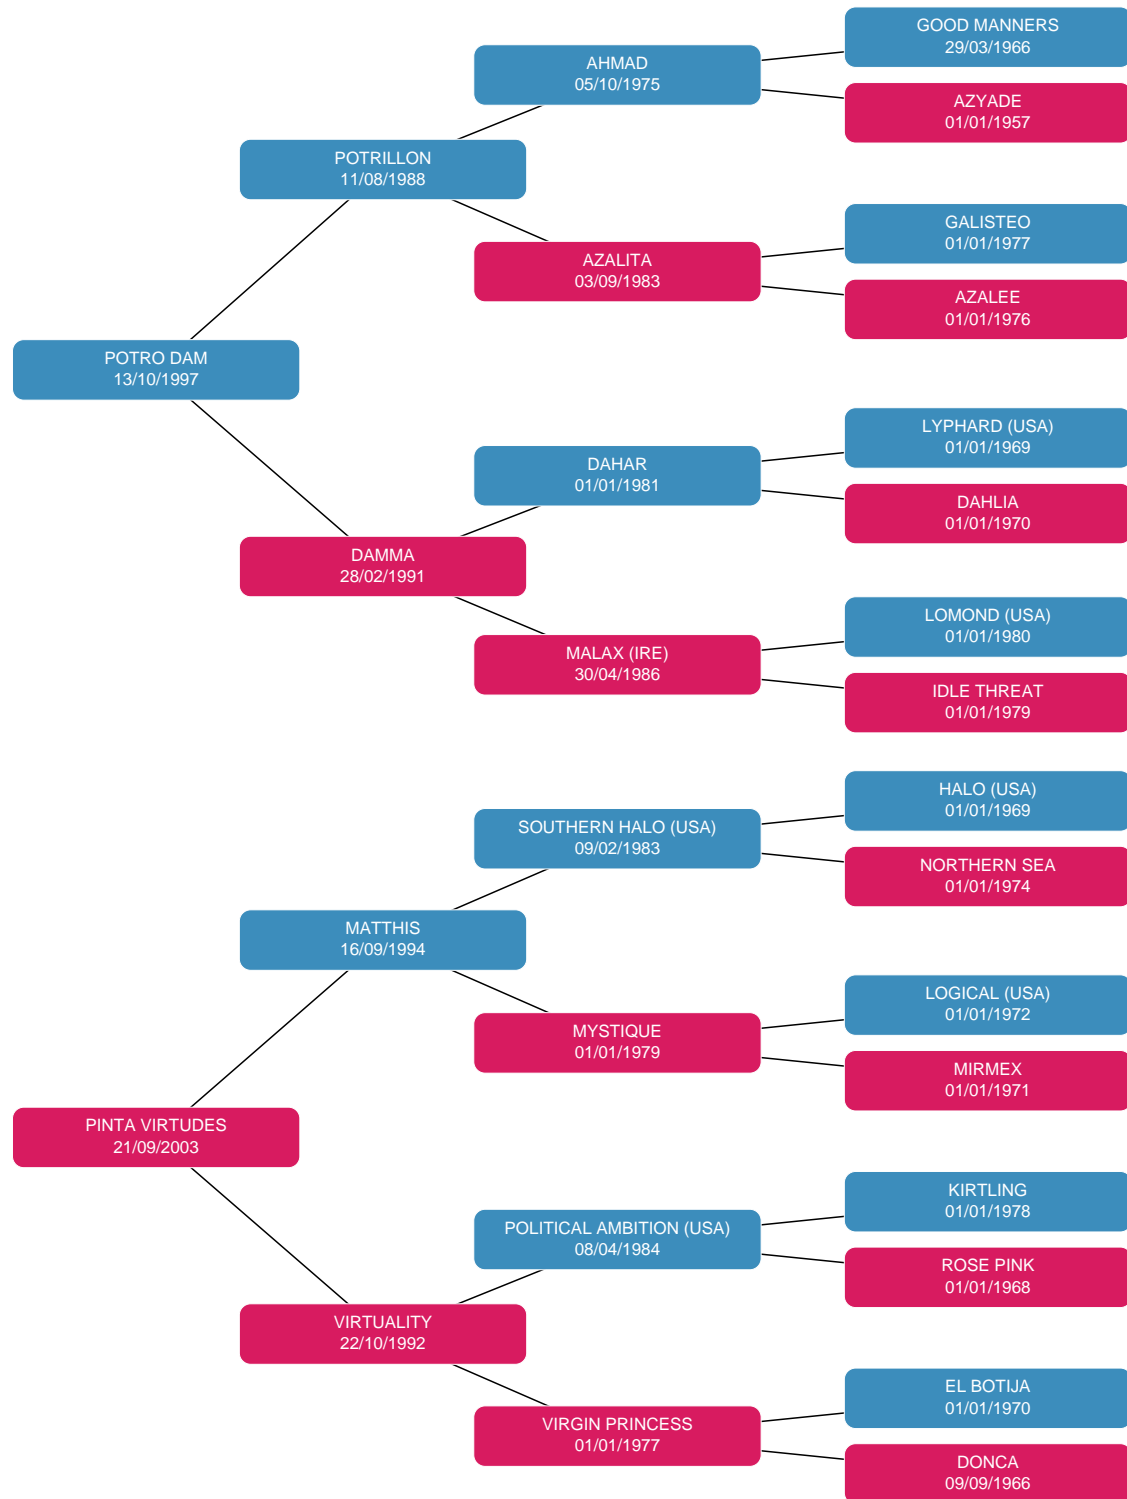 GOOD MANNERS
29/03/1966
AHMAD
05/10/1975
AZYADE
01/01/1957
POTRILLON
11/08/1988
GALISTEO
01/01/1977
AZALITA
03/09/1983
AZALEE
01/01/1976
POTRO DAM
13/10/1997
LYPHARD (USA)
01/01/1969
DAHAR
01/01/1981
DAHLIA
01/01/1970
DAMMA
28/02/1991
LOMOND (USA)
01/01/1980
MALAX (IRE)
30/04/1986
IDLE THREAT
01/01/1979
HALO (USA)
01/01/1969
SOUTHERN HALO (USA)
09/02/1983
NORTHERN SEA
01/01/1974
MATTHIS
16/09/1994
LOGICAL (USA)
01/01/1972
MYSTIQUE
01/01/1979
MIRMEX
01/01/1971
PINTA VIRTUDES
21/09/2003
KIRTLING
01/01/1978
POLITICAL AMBITION (USA)
08/04/1984
ROSE PINK
01/01/1968
VIRTUALITY
22/10/1992
EL BOTIJA
01/01/1970
VIRGIN PRINCESS
01/01/1977
DONCA
09/09/1966